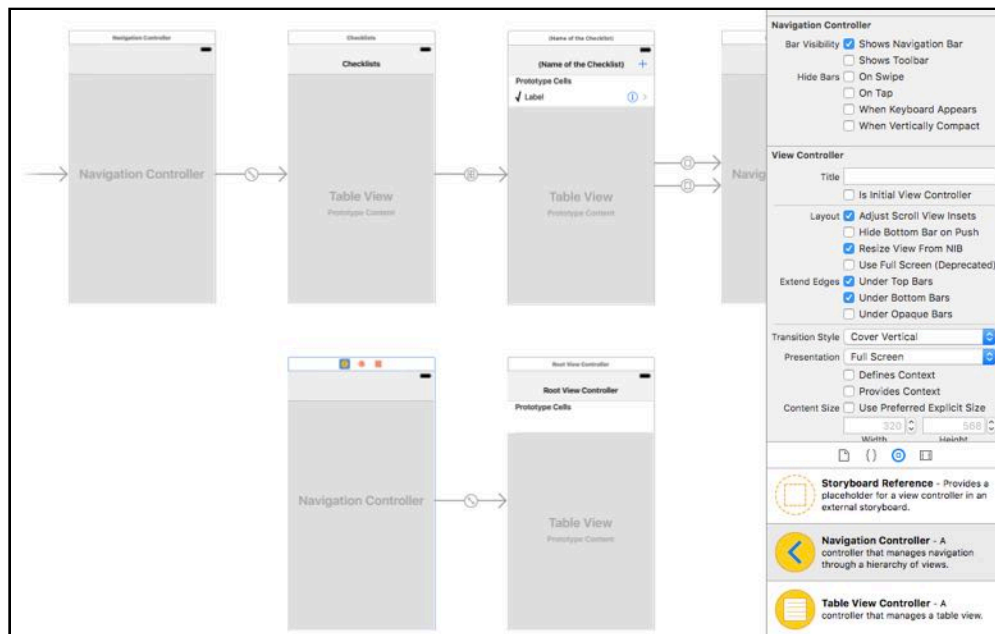 Navigation Controller
Checklists
(Name of the Checklist)
Checklists
(Name of the Checklist) +
Prototype Cells
√ Label
Navigation Controller
Table View
Prototype Content
Table View
Prototype Content
Navig
Root View Controller
Root View Controller
Prototype Cells
Navigation Controller
Table View
Prototype Content
Navigation Controller
Bar Visibility Shows Navigation Bar
Shows Toolbar
Hide Bars On Swipe
On Tap
When Keyboard Appears
When Vertically Compact
View Controller
Title
Is Initial View Controller
Layout Adjust Scroll View Insets
Hide Bottom Bar on Push
Resize View From NIB
Use Full Screen (Deprecated)
Extend Edges Under Top Bars
Under Bottom Bars
Under Opaque Bars
Transition Style Cover Vertical
Presentation Full Screen
Defines Context
Provides Context
Content Size Use Preferred Explicit Size
320 568
Width Height
{ }
Storyboard Reference - Provides a
placeholder for a view controller in an
external storyboard.
Navigation Controller - A
controller that manages navigation
through a hierarchy of views.
Table View Controller - A
controller that manages a table view.